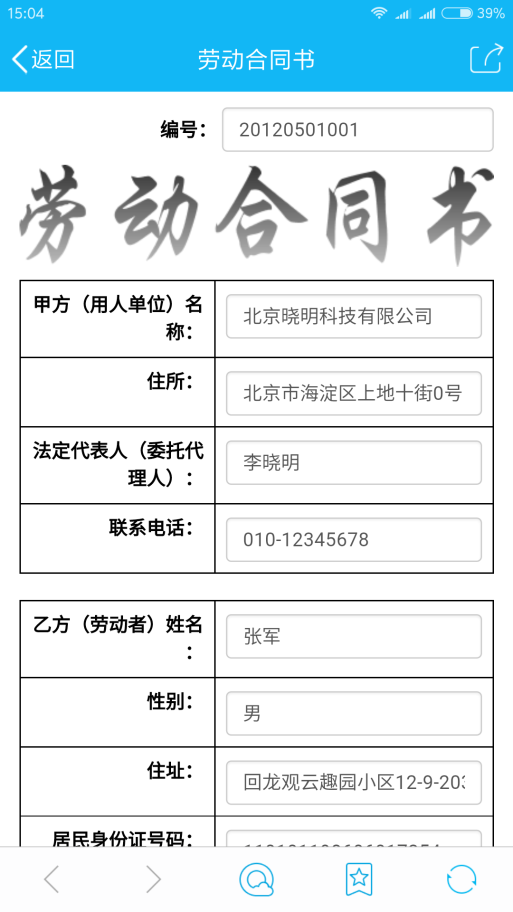 15:04
39%
返回
劳动合同书
编号：
20120501001
劳动合同书
甲方（用人单位）名
称：
北京晓明科技有限公司
住所：
北京市海淀区上地十街0号
法定代表人（委托代
理人）：
李晓明
联系电话：
010-12345678
乙方（劳动者）姓名
：
张军
性别：
男
住址：
回龙观云趣园小区12-9-203
居民身份证号码：